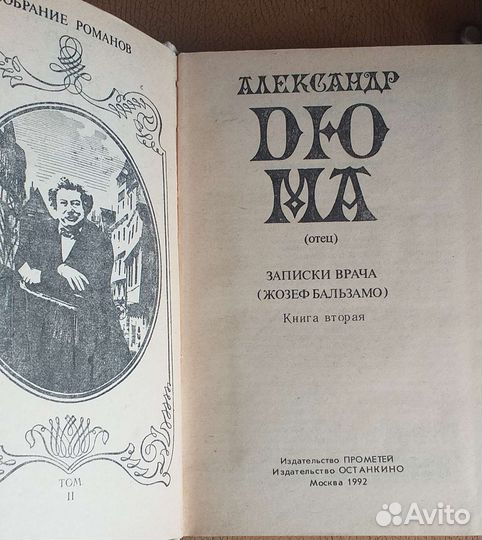 СОБРАНИЕ РОМАНОВ
ТОМ
II
АЛЕКСАНДР
ДЮ
МА
(отец)
ЗАПИСКИ ВРАЧА
(ЖОЗЕФ БАЛЬЗАМО)
Книга вторая
Издательство ПРОМЕТЕЙ
Издательство ОСТАНКИНО
Москва 1992
Avito